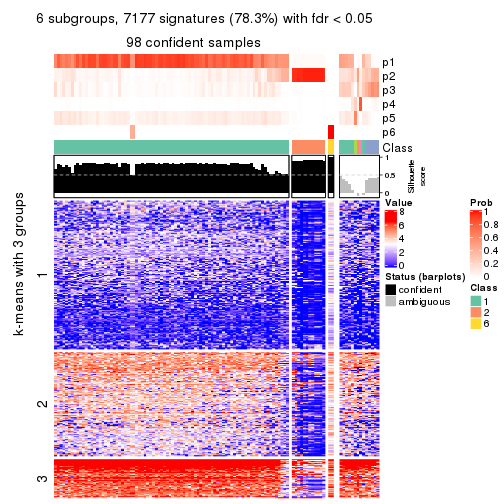 6 subgroups, 7177 signatures (78.3%) with fdr < 0.05
98 confident samples
p1
p2
p3
p4
p5
p6
Class
1
0.5
0
Silhouette
score
k-means with 3 groups
1
2
3
Value
8
6
4
2
0
Status (barplots)
confident
ambiguous
Prob
1
0.8
0.6
0.4
0.2
0
Class
1
2
6